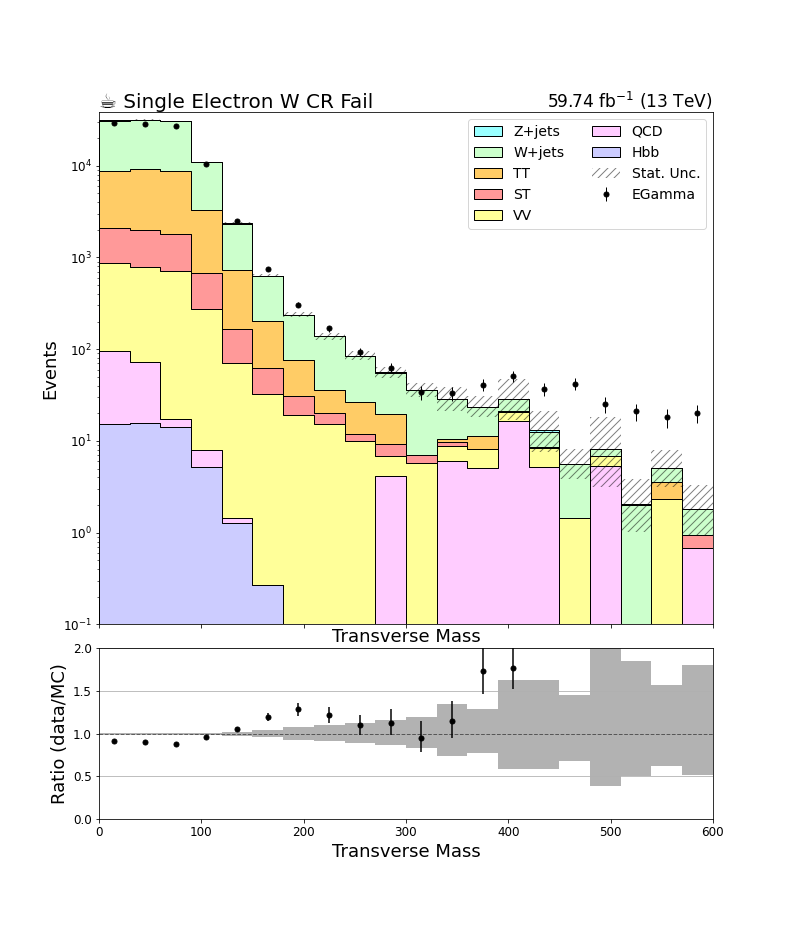 ☕ Single Electron W CR Fail
59.74 fb⁻¹ (13 TeV)
Z+jets
W+jets
TT
ST
VV
QCD
Hbb
Stat. Unc.
EGamma
Events
10⁴
10³
10²
10¹
10⁰
10⁻¹
Transverse Mass
Ratio (data/MC)
2.0
1.5
1.0
0.5
0.0
0 100 200 300 400 500 600
Transverse Mass